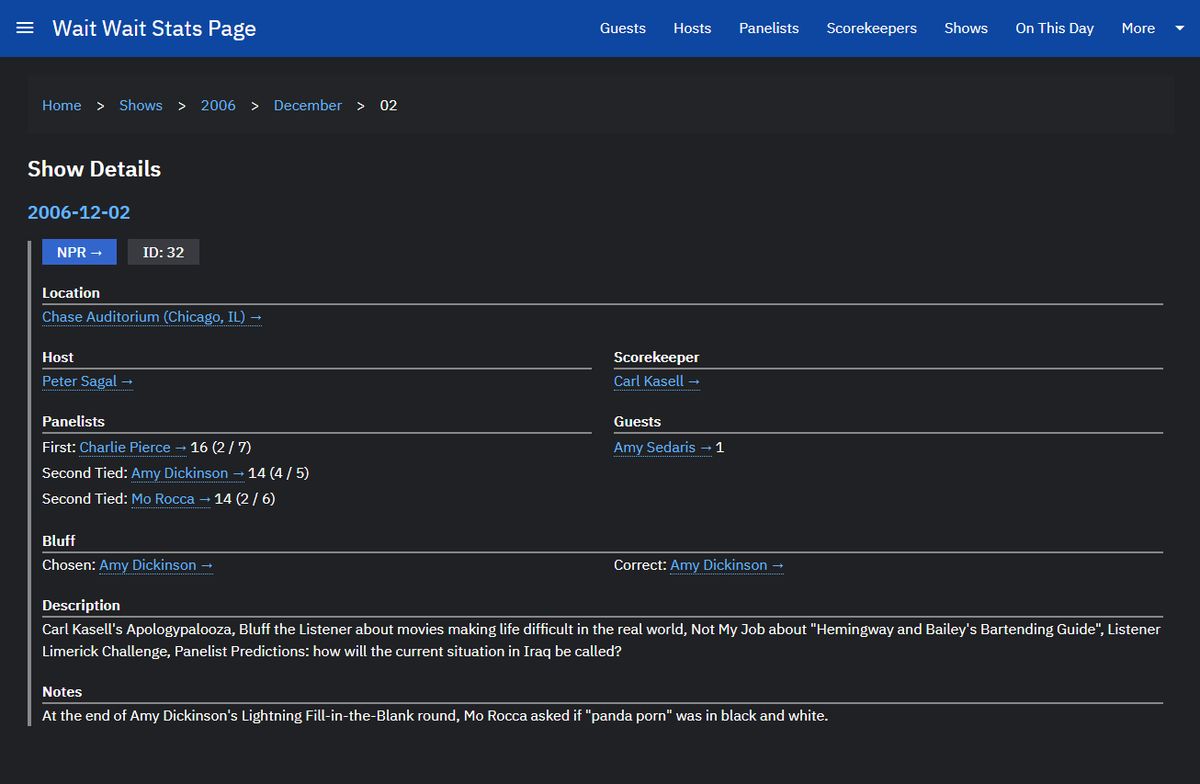 Wait Wait Stats Page
Guests Hosts Panelists Scorekeepers Shows On This Day More
Home > Shows > 2006 > December > 02
Show Details
2006-12-02
NPR → ID: 32
Location
Chase Auditorium (Chicago, IL) →
Host
Peter Sagal →
Scorekeeper
Carl Kasell →
Panelists
First: Charlie Pierce → 16 (2 / 7)
Second Tied: Amy Dickinson → 14 (4 / 5)
Second Tied: Mo Rocca → 14 (2 / 6)
Guests
Amy Sedaris → 1
Bluff
Chosen: Amy Dickinson →
Correct: Amy Dickinson →
Description
Carl Kasell's Apologypalooza, Bluff the Listener about movies making life difficult in the real world, Not My Job about "Hemingway and Bailey's Bartending Guide", Listener
Limerick Challenge, Panelist Predictions: how will the current situation in Iraq be called?
Notes
At the end of Amy Dickinson's Lightning Fill-in-the-Blank round, Mo Rocca asked if "panda porn" was in black and white.